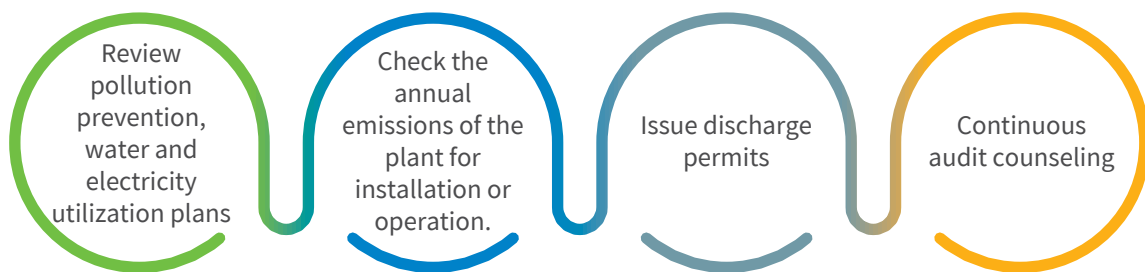 Review
pollution
prevention,
water and
electricity
utilization plans
Check the
annual
emissions of the
plant for
installation or
operation.
Issue discharge
permits
Continuous
audit counseling